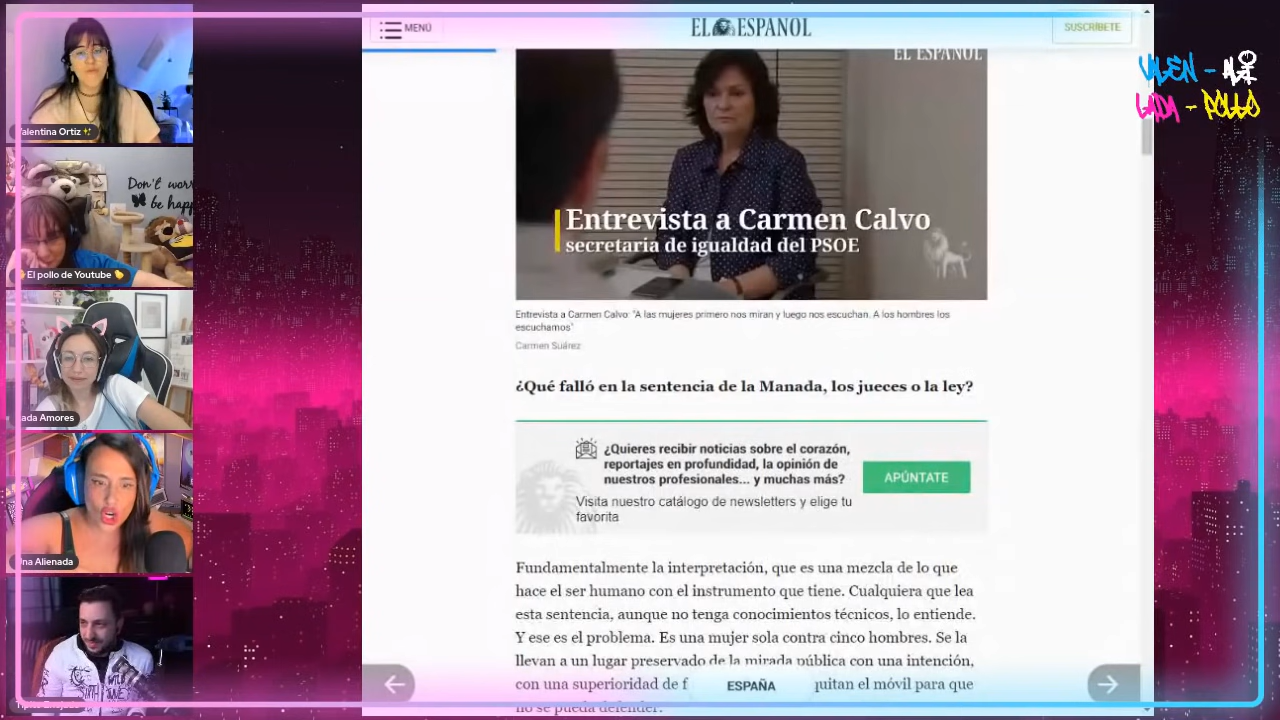 MENÚ
EL ESPAÑOL
SUSCRÍBETE
EL ESPAÑOL
Entrevista a Carmen Calvo
secretaria de igualdad del PSOE
Entrevista a Carmen Calvo: "A las mujeres primero nos miran y luego nos escuchan. A los hombres los
escuchamos"
Carmen Suárez
¿Qué falló en la sentencia de la Manada, los jueces o la ley?
¿Quieres recibir noticias sobre el corazón,
reportajes en profundidad, la opinión de
nuestros profesionales... y muchas más?
Visita nuestro catálogo de newsletters y elige tu
favorita
APÚNTATE
Fundamentalmente la interpretación, que es una mezcla de lo que
hace el ser humano con el instrumento que tiene. Cualquiera que lea
esta sentencia, aunque no tenga conocimientos técnicos, lo entiende.
Y ese es el problema. Es una mujer sola contra cinco hombres. Se la
llevan a un lugar preservado de la mirada pública con una intención,
con una superioridad de f
quitan el móvil para que
no se pueda defender.
ESPAÑA
Valentina Ortiz
Don't worr
be happ
El pollo de Youtube
ada Amores
Una Alienada
VALEN - ALI
LADA - POLLO